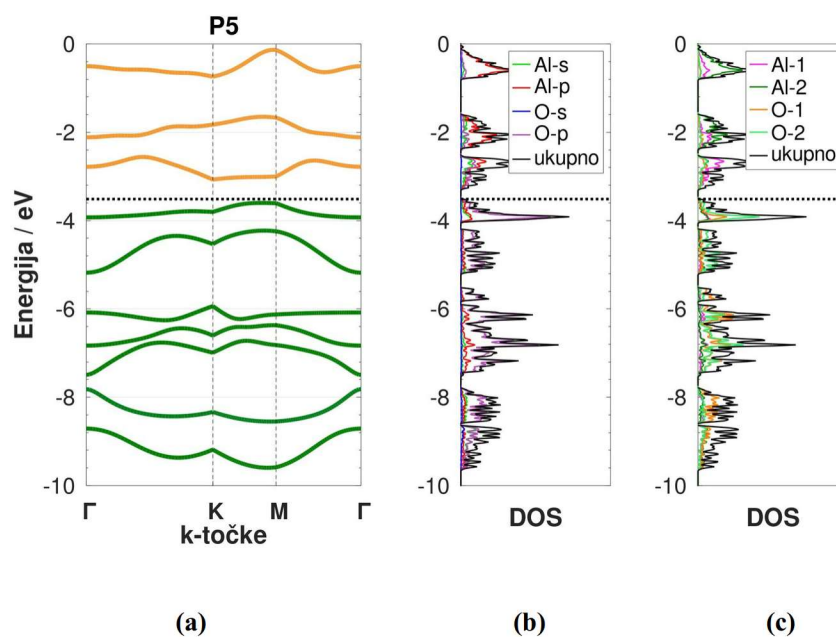 P5
0
-2
-4
-6
-8
-10
Energija / eV
Γ K M Γ
k-točke
(a)
0
-2
-4
-6
-8
-10
Al-s
Al-p
O-s
O-p
ukupno
DOS
(b)
0
-2
-4
-6
-8
-10
Al-1
Al-2
O-1
O-2
ukupno
DOS
(c)